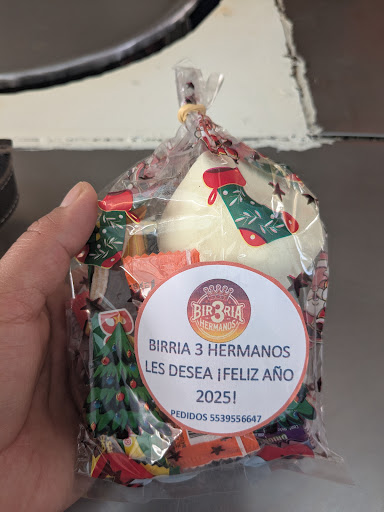 BIR3RIA
HERMANOS
BIRRIA 3 HERMANOS
LES DESEA ¡FELIZ AÑO
2025!
PEDIDOS 5539556647